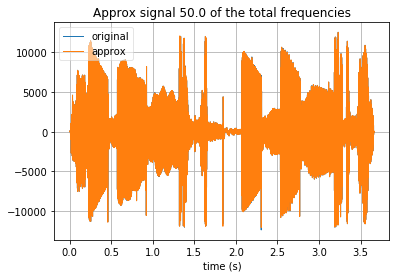 Approx signal 50.0 of the total frequencies
original
approx
10000
5000
0
−5000
−10000
0.0 0.5 1.0 1.5 2.0 2.5 3.0 3.5
time (s)